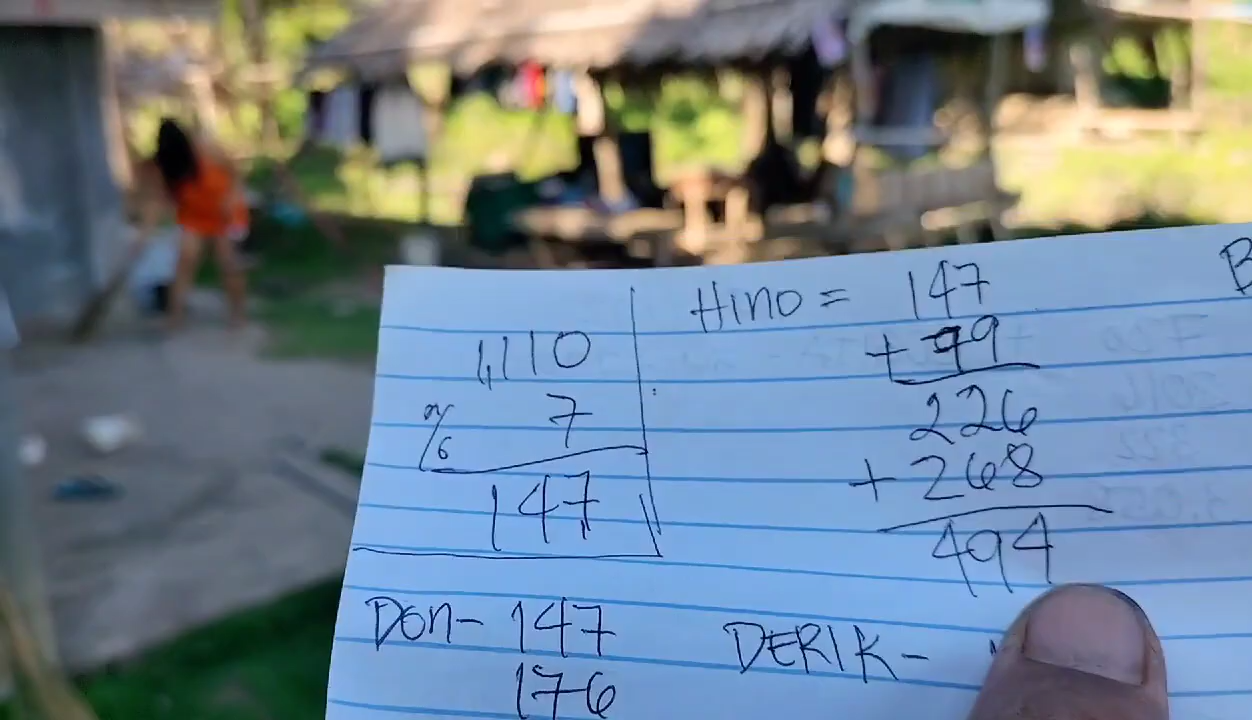 1,110
% 7
147
Hino = 147
+ 79
226
+ 268
494
B
Don- 147
176
DERIK-